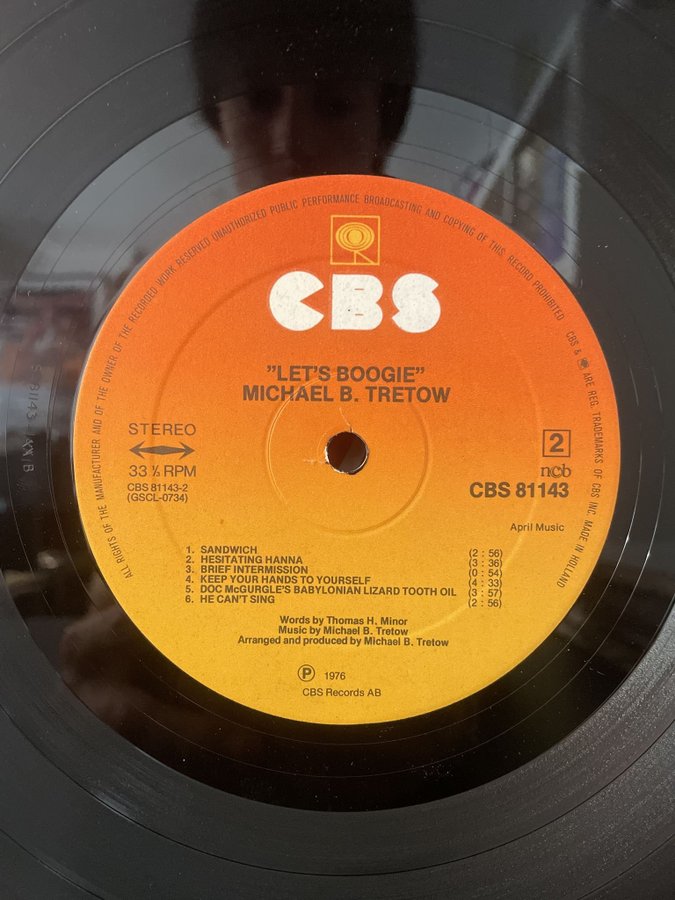 ALL RIGHTS OF THE MANUFACTURER AND OF THE OWNER OF THE RECORDED WORK RESERVED UNAUTHORIZED PUBLIC PERFORMANCE BROADCASTING AND COPYING OF THIS RECORD PROHIBITED CBS & ARE REG. TRADEMARKS OF CBS INC. MADE IN HOLLAND
CBS
"LET'S BOOGIE"
MICHAEL B. TRETOW
STEREO
33 ⅓ RPM
CBS 81143-2
(GSCL-0734)
2
ncb
CBS 81143
April Music
1. SANDWICH (2 : 56)
2. HESITATING HANNA (3 : 36)
3. BRIEF INTERMISSION (0 : 54)
4. KEEP YOUR HANDS TO YOURSELF (4 : 33)
5. DOC McGURGLE'S BABYLONIAN LIZARD TOOTH OIL (3 : 57)
6. HE CAN'T SING (2 : 56)
Words by Thomas H. Minor
Music by Michael B. Tretow
Arranged and produced by Michael B. Tretow
Ⓟ 1976
CBS Records AB